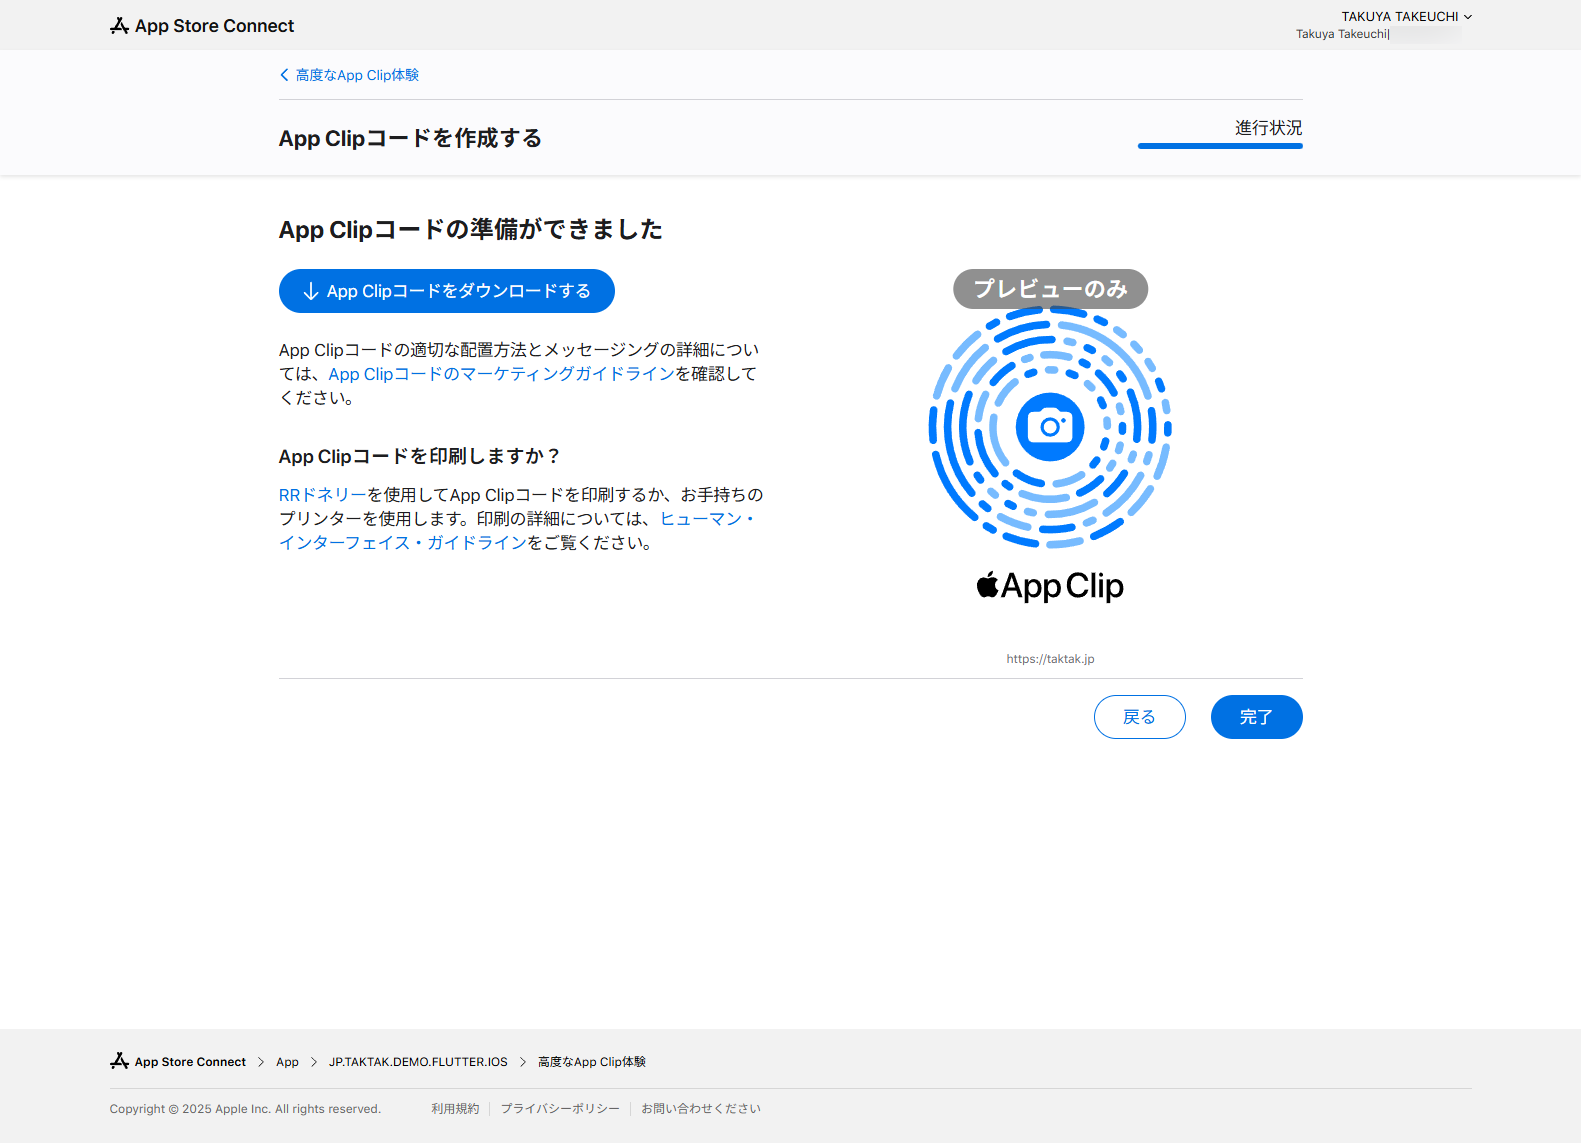 App Store Connect
TAKUYA TAKEUCHI
Takuya Takeuchi|
高度なApp Clip体験
App Clipコードを作成する
進行状況
App Clipコードの準備ができました
App Clipコードをダウンロードする
App Clipコードの適切な配置方法とメッセージングの詳細につい
ては、App Clipコードのマーケティングガイドラインを確認して
ください。
App Clipコードを印刷しますか？
RRドネリーを使用してApp Clipコードを印刷するか、お手持ちの
プリンターを使用します。印刷の詳細については、ヒューマン・
インターフェイス・ガイドラインをご覧ください。
プレビューのみ
App Clip
https://taktak.jp
戻る
完了
App Store Connect
App
JP.TAKTAK.DEMO.FLUTTER.IOS
高度なApp Clip体験
Copyright © 2025 Apple Inc. All rights reserved.
利用規約
プライバシーポリシー
お問い合わせください